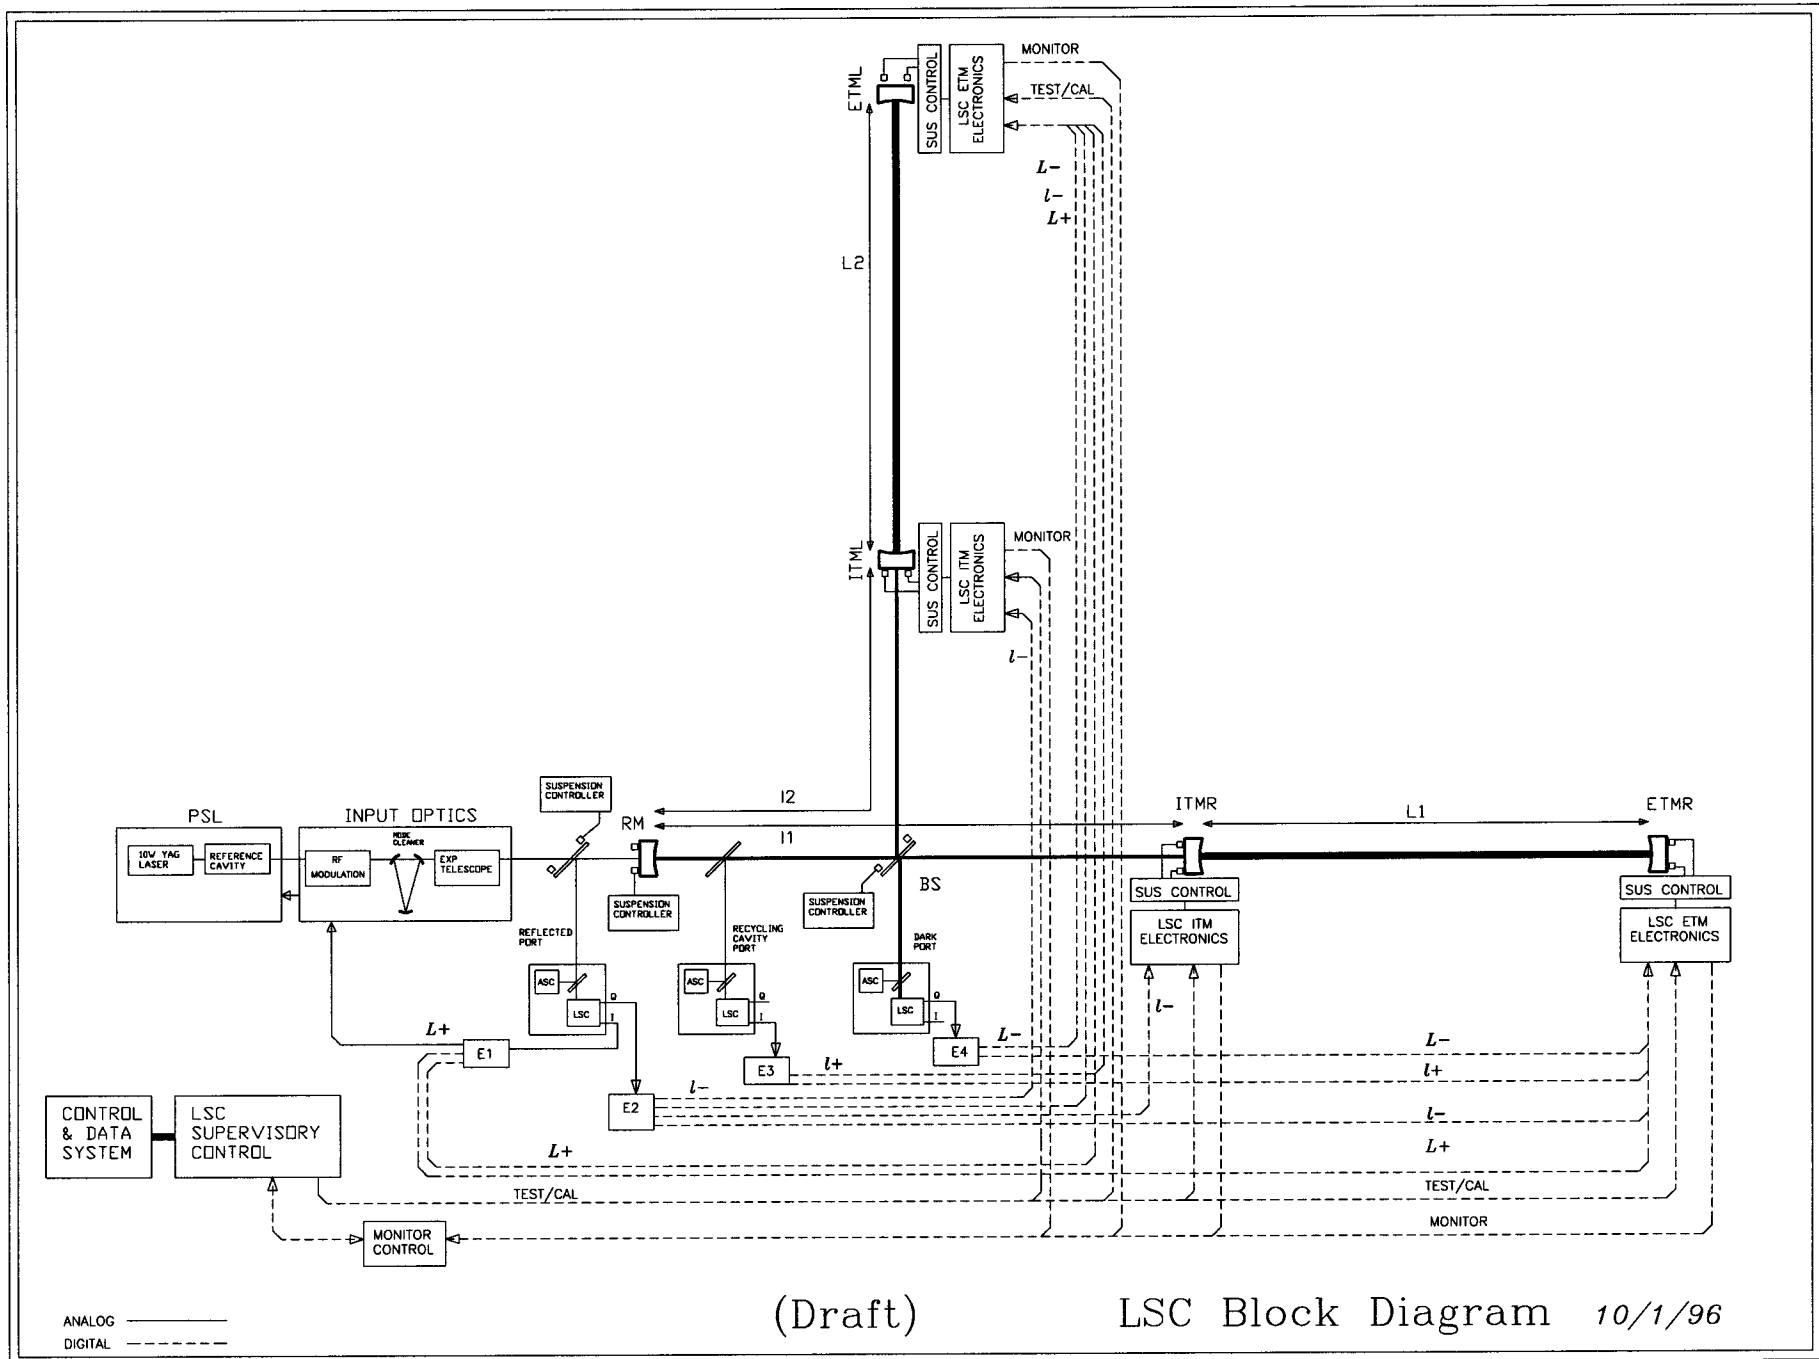 MONITOR
ETML
SUS CONTROL
LSC ETM
ELECTRONICS
TEST/CAL
L-
l-
L+
L2
ITML
SUS CONTROL
LSC ITM
ELECTRONICS
MONITOR
l-
SUSPENSION
CONTROLLER
PSL
INPUT OPTICS
MODE
CLEANER
10W YAG
LASER
REFERENCE
CAVITY
RF
MODULATION
EXP
TELESCOPE
RM
l2
l1
ITMR
L1
ETMR
BS
SUSPENSION
CONTROLLER
SUSPENSION
CONTROLLER
SUS CONTROL
LSC ITM
ELECTRONICS
SUS CONTROL
LSC ETM
ELECTRONICS
REFLECTED
PORT
RECYCLING
CAVITY
PORT
DARK
PORT
ASC
LSC
Q
I
ASC
LSC
Q
I
ASC
LSC
Q
I
l-
L+
E1
E2
E3
E4
L-
l+
l-
L+
L-
l+
l-
L+
CONTROL
& DATA
SYSTEM
LSC
SUPERVISORY
CONTROL
TEST/CAL
TEST/CAL
MONITOR
CONTROL
MONITOR
ANALOG
DIGITAL
(Draft)
LSC Block Diagram 10/1/96